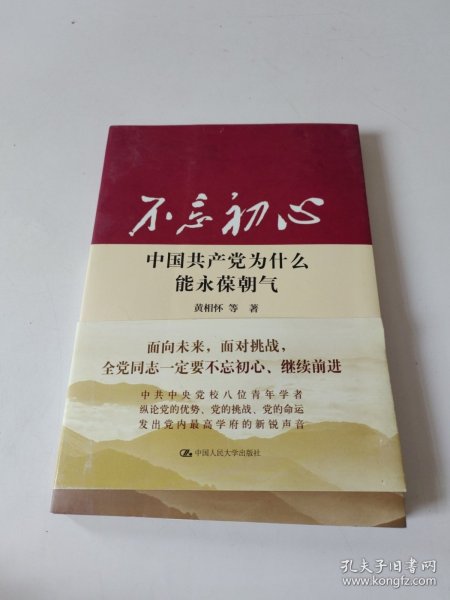 不忘初心
中国共产党为什么
能永葆朝气
黄相怀 等 著
面向未来，面对挑战，
全党同志一定要不忘初心、继续前进
中共中央党校八位青年学者
纵论党的优势、党的挑战、党的命运
发出党内最高学府的新锐声音
中国人民大学出版社
孔夫子旧书网
www.kongfz.com